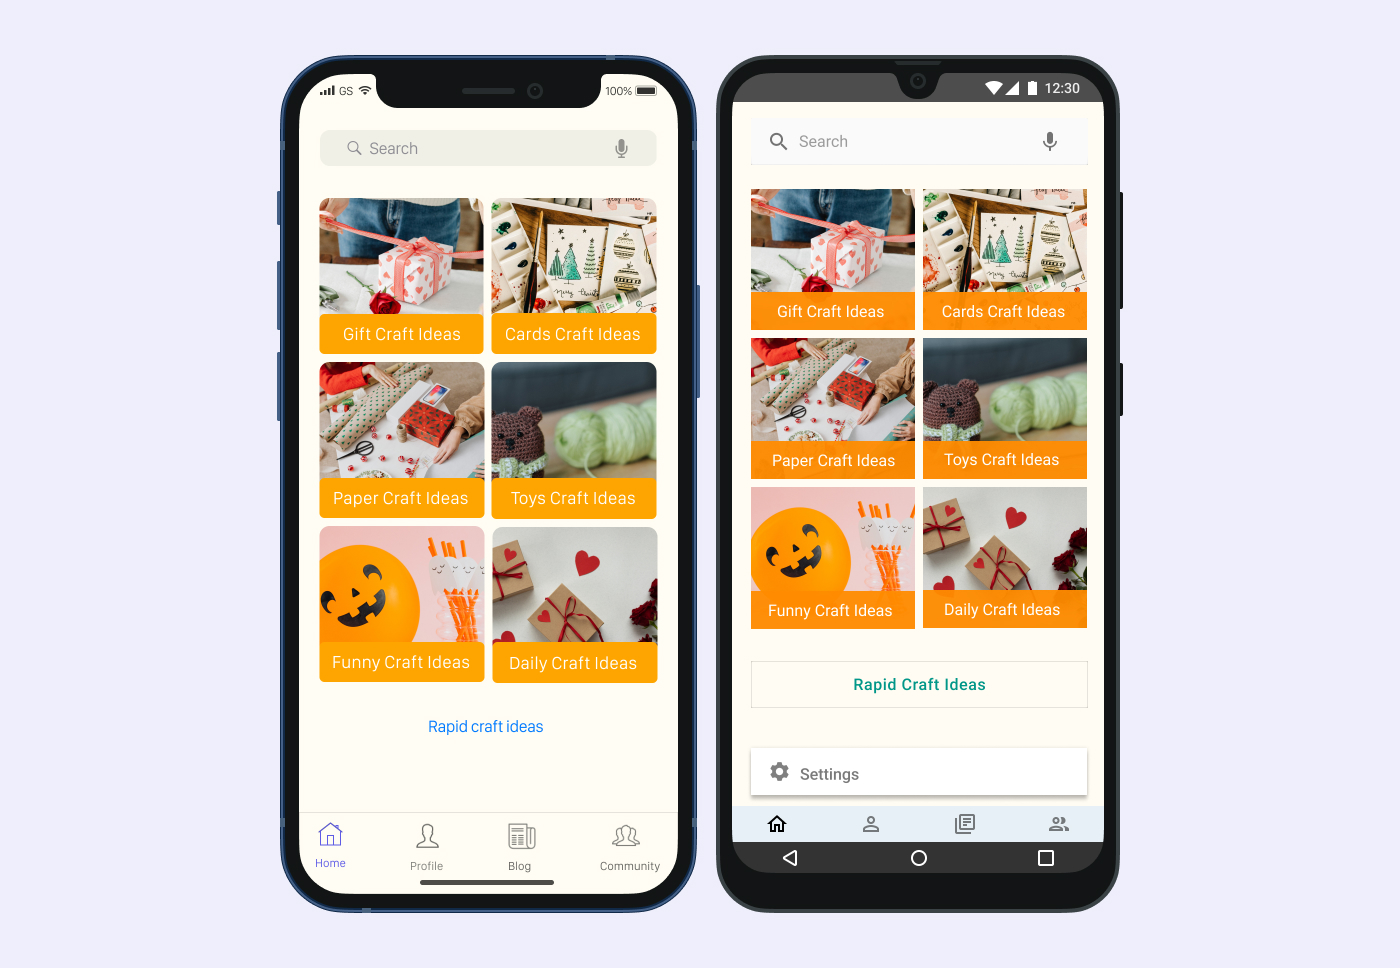 GS
100%
Search
Gift Craft Ideas
Cards Craft Ideas
Merry Christmas
Paper Craft Ideas
Toys Craft Ideas
Funny Craft Ideas
Daily Craft Ideas
Rapid craft ideas
Home
Profile
Blog
Community
12:30
Search
Gift Craft Ideas
Cards Craft Ideas
Paper Craft Ideas
Toys Craft Ideas
Funny Craft Ideas
Daily Craft Ideas
Rapid Craft Ideas
Settings